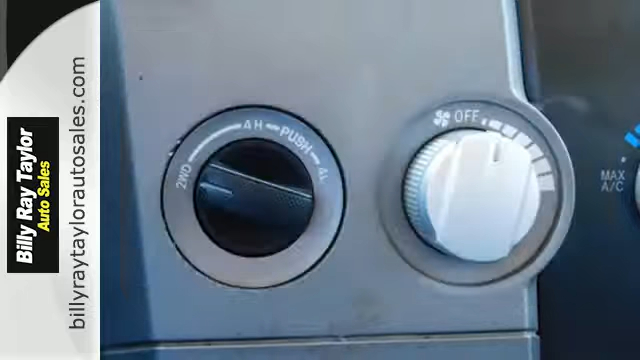 Billy Ray Taylor
Auto Sales
billyraytaylorautosales.com
2WD 4H PUSH 4L
OFF
MAX
A/C